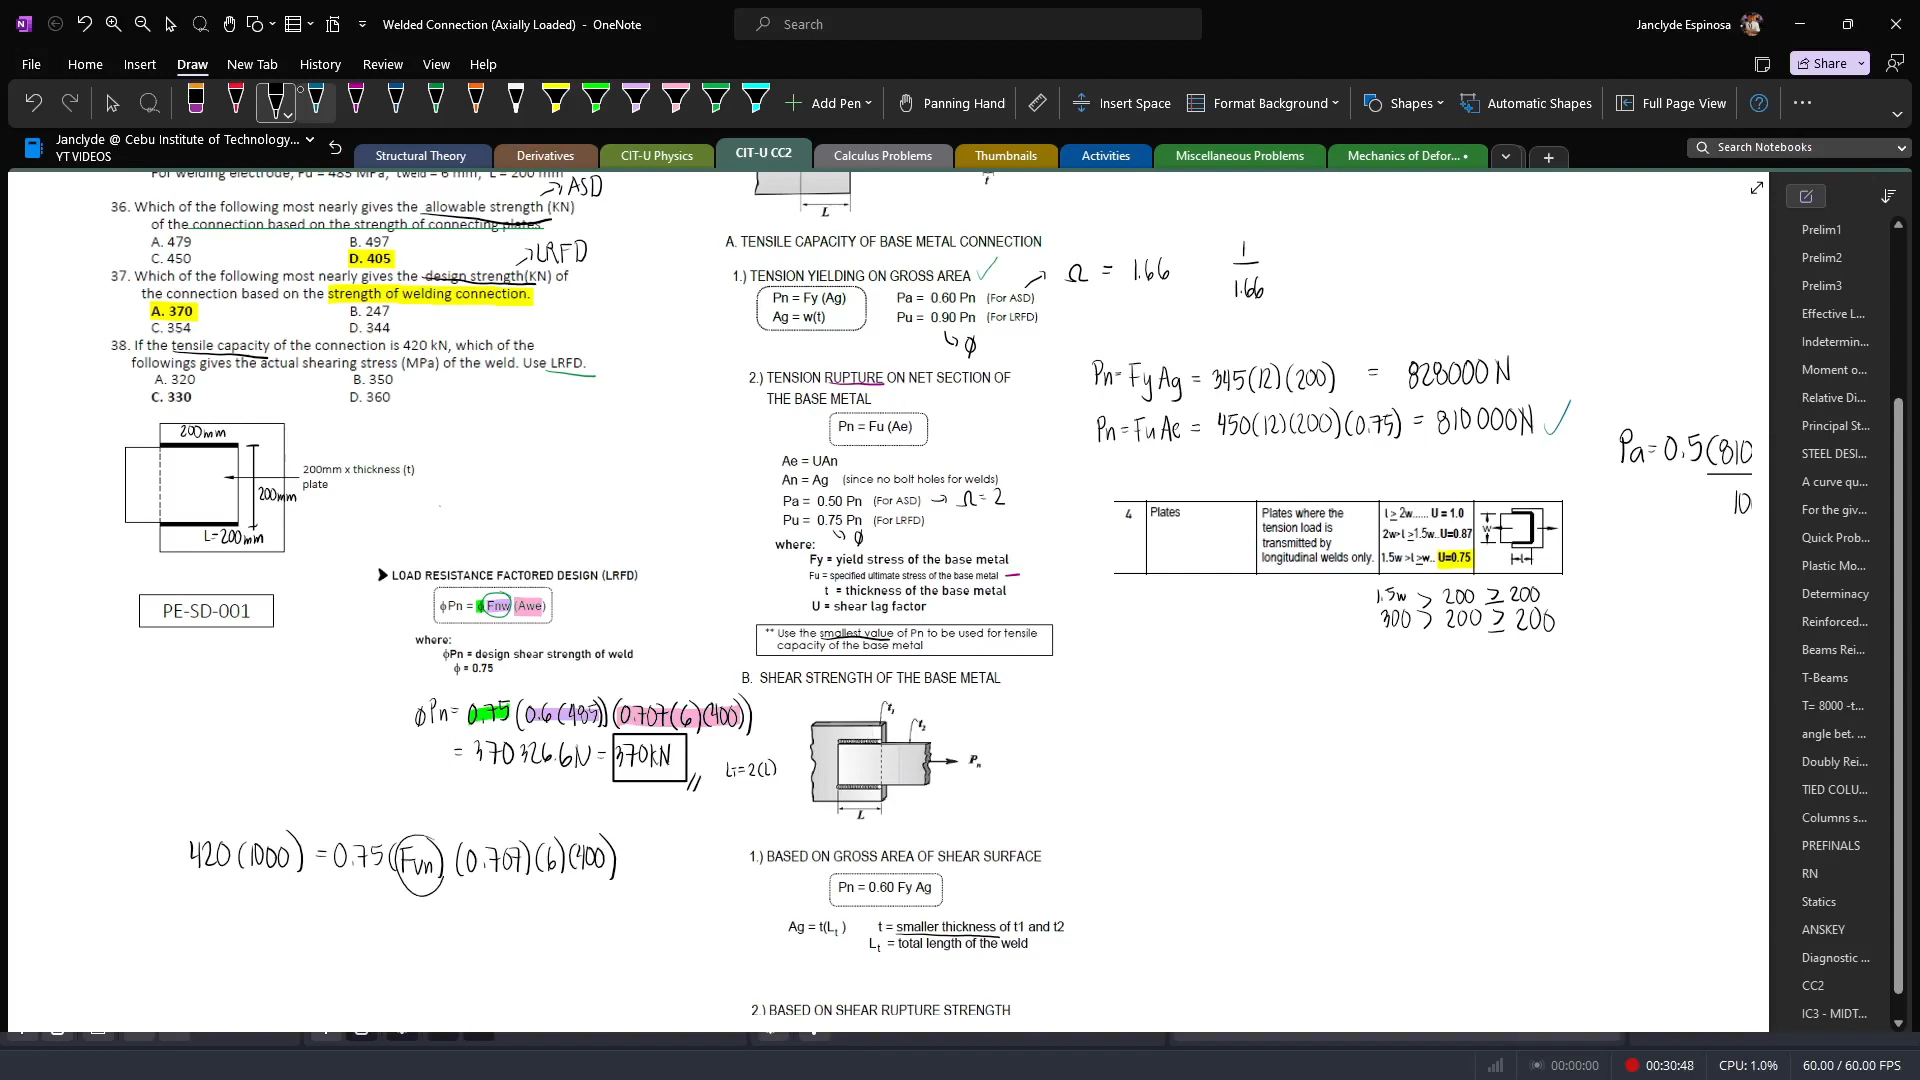 Welded Connection (Axially Loaded) - OneNote
Search
Janclyde Espinosa
File Home Insert Draw New Tab History Review View Help
Share
Add Pen
Panning Hand
Insert Space
Format Background
Shapes
Automatic Shapes
Full Page View
Janclyde @ Cebu Institute of Technology...
YT VIDEOS
Structural Theory
Derivatives
CIT-U Physics
CIT-U CC2
Calculus Problems
Thumbnails
Activities
Miscellaneous Problems
Mechanics of Defor...
Search Notebooks
For welding electrode, Fu = 485 MPa, tweld = 6 mm, L = 200 mm
ASD
36. Which of the following most nearly gives the allowable strength (KN)
of the connection based on the strength of connecting plates
A. 479 B. 497
C. 450 D. 405
LRFD
37. Which of the following most nearly gives the design strength(KN) of
the connection based on the strength of welding connection.
A. 370 B. 247
C. 354 D. 344
38. If the tensile capacity of the connection is 420 kN, which of the
followings gives the actual shearing stress (MPa) of the weld. Use LRFD.
A. 320 B. 350
C. 330 D. 360
200mm
200mm
L=200mm
200mm x thickness (t)
plate
PE-SD-001
LOAD RESISTANCE FACTORED DESIGN (LRFD)
ϕPn = ϕ Fnw (Awe)
where:
ϕPn = design shear strength of weld
ϕ = 0.75
ϕPn = 0.75 (0.6(485)) (0.707(6)(400))
= 370326.6N = 370kN
LT=2(L)
420(1000) = 0.75(Fvn)(0.707)(6)(400)
t
L
A. TENSILE CAPACITY OF BASE METAL CONNECTION
1.) TENSION YIELDING ON GROSS AREA
Pn = Fy (Ag) Pa = 0.60 Pn (For ASD)
Ag = w(t) Pu = 0.90 Pn (For LRFD)
ϕ
Ω = 1.66
1
1.66
2.) TENSION RUPTURE ON NET SECTION OF
THE BASE METAL
Pn = Fu (Ae)
Ae = UAn
An = Ag (since no bolt holes for welds)
Pa = 0.50 Pn (For ASD) → Ω = 2
Pu = 0.75 Pn (For LRFD)
ϕ
where:
Fy = yield stress of the base metal
Fu = specified ultimate stress of the base metal
t = thickness of the base metal
U = shear lag factor
** Use the smallest value of Pn to be used for tensile
capacity of the base metal
B. SHEAR STRENGTH OF THE BASE METAL
t1
t2
Pn
L
1.) BASED ON GROSS AREA OF SHEAR SURFACE
Pn = 0.60 Fy Ag
Ag = t(Lt ) t = smaller thickness of t1 and t2
Lt = total length of the weld
2.) BASED ON SHEAR RUPTURE STRENGTH
Pn = FyAg = 345(12)(200) = 828000N
Pn = FuAe = 450(12)(200)(0.75) = 810000N
Pa = 0.5(810
10
4 Plates
Plates where the
tension load is
transmitted by
longitudinal welds only.
l ≥ 2w...... U = 1.0
2w>l ≥1.5w..U=0.87
1.5w >l ≥w.. U=0.75
w
l
1.5w > 200 ≥ 200
300 > 200 ≥ 200
Prelim1
Prelim2
Prelim3
Effective L...
Indetermin...
Moment o...
Relative Di...
Principal St...
STEEL DESI...
A curve qu...
For the giv...
Quick Prob...
Plastic Mo...
Determinacy
Reinforced...
Beams Rei...
T-Beams
T= 8000 -t...
angle bet. ...
Doubly Rei...
TIED COLU...
Columns s...
PREFINALS
RN
Statics
ANSKEY
Diagnostic ...
CC2
IC3 - MIDT...
00:00:00
00:30:48
CPU: 1.0%
60.00 / 60.00 FPS